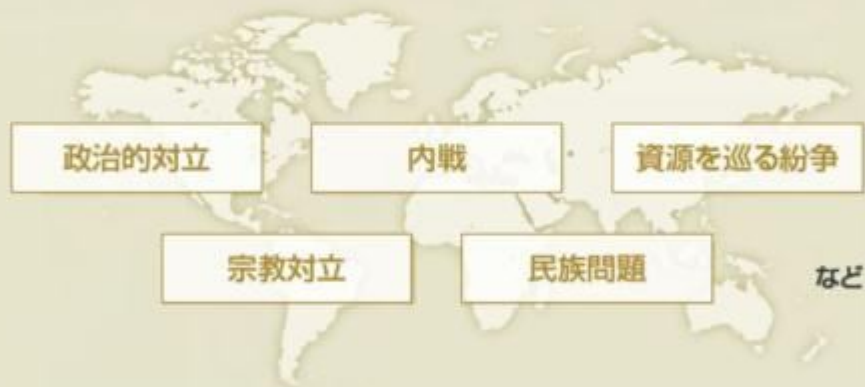 政治的対立
内戦
資源を巡る紛争
宗教対立
民族問題
など